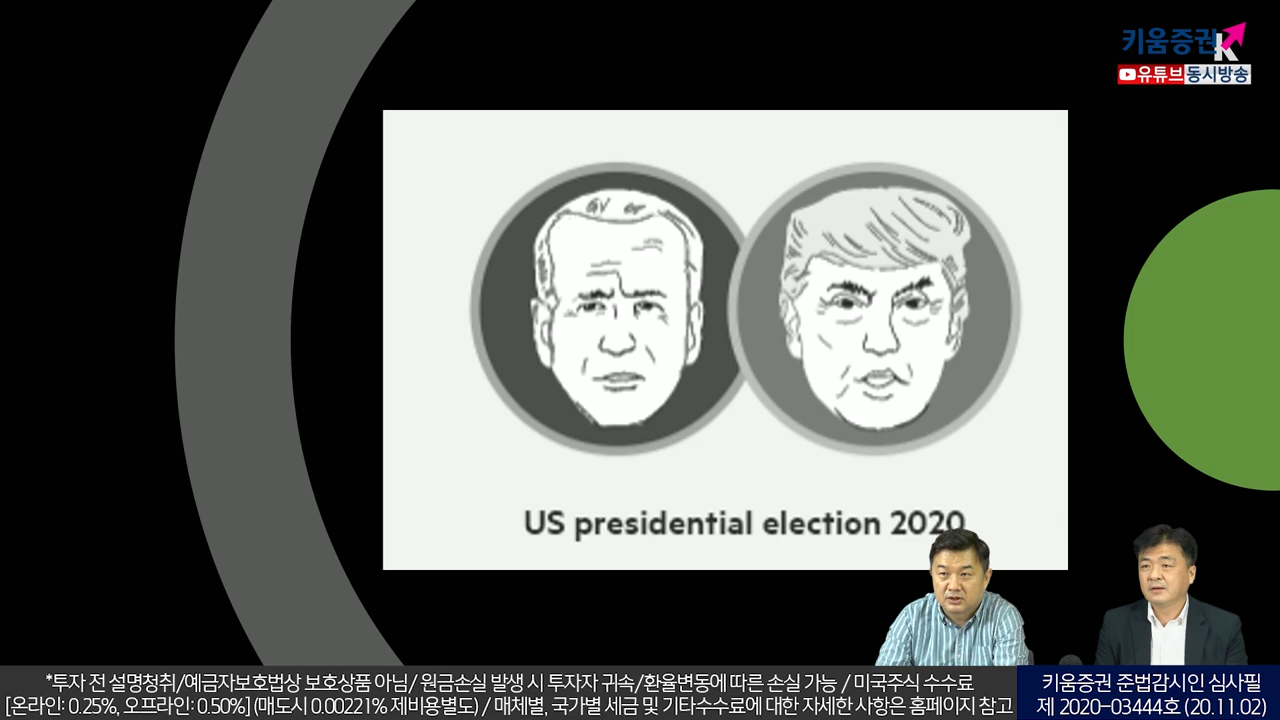 키움증권
유튜브동시방송
US presidential election 2020
*투자 전 설명청취/예금자보호법상 보호상품 아님/ 원금손실 발생 시 투자자 귀속/환율변동에 따른 손실 가능 / 미국주식 수수료
[온라인: 0.25%, 오프라인: 0.50%] (매도시 0.00221% 제비용별도) / 매체별, 국가별 세금 및 기타수수료에 대한 자세한 사항은 홈페이지 참고
키움증권 준법감시인 심사필
제 2020-03444호 (20.11.02)